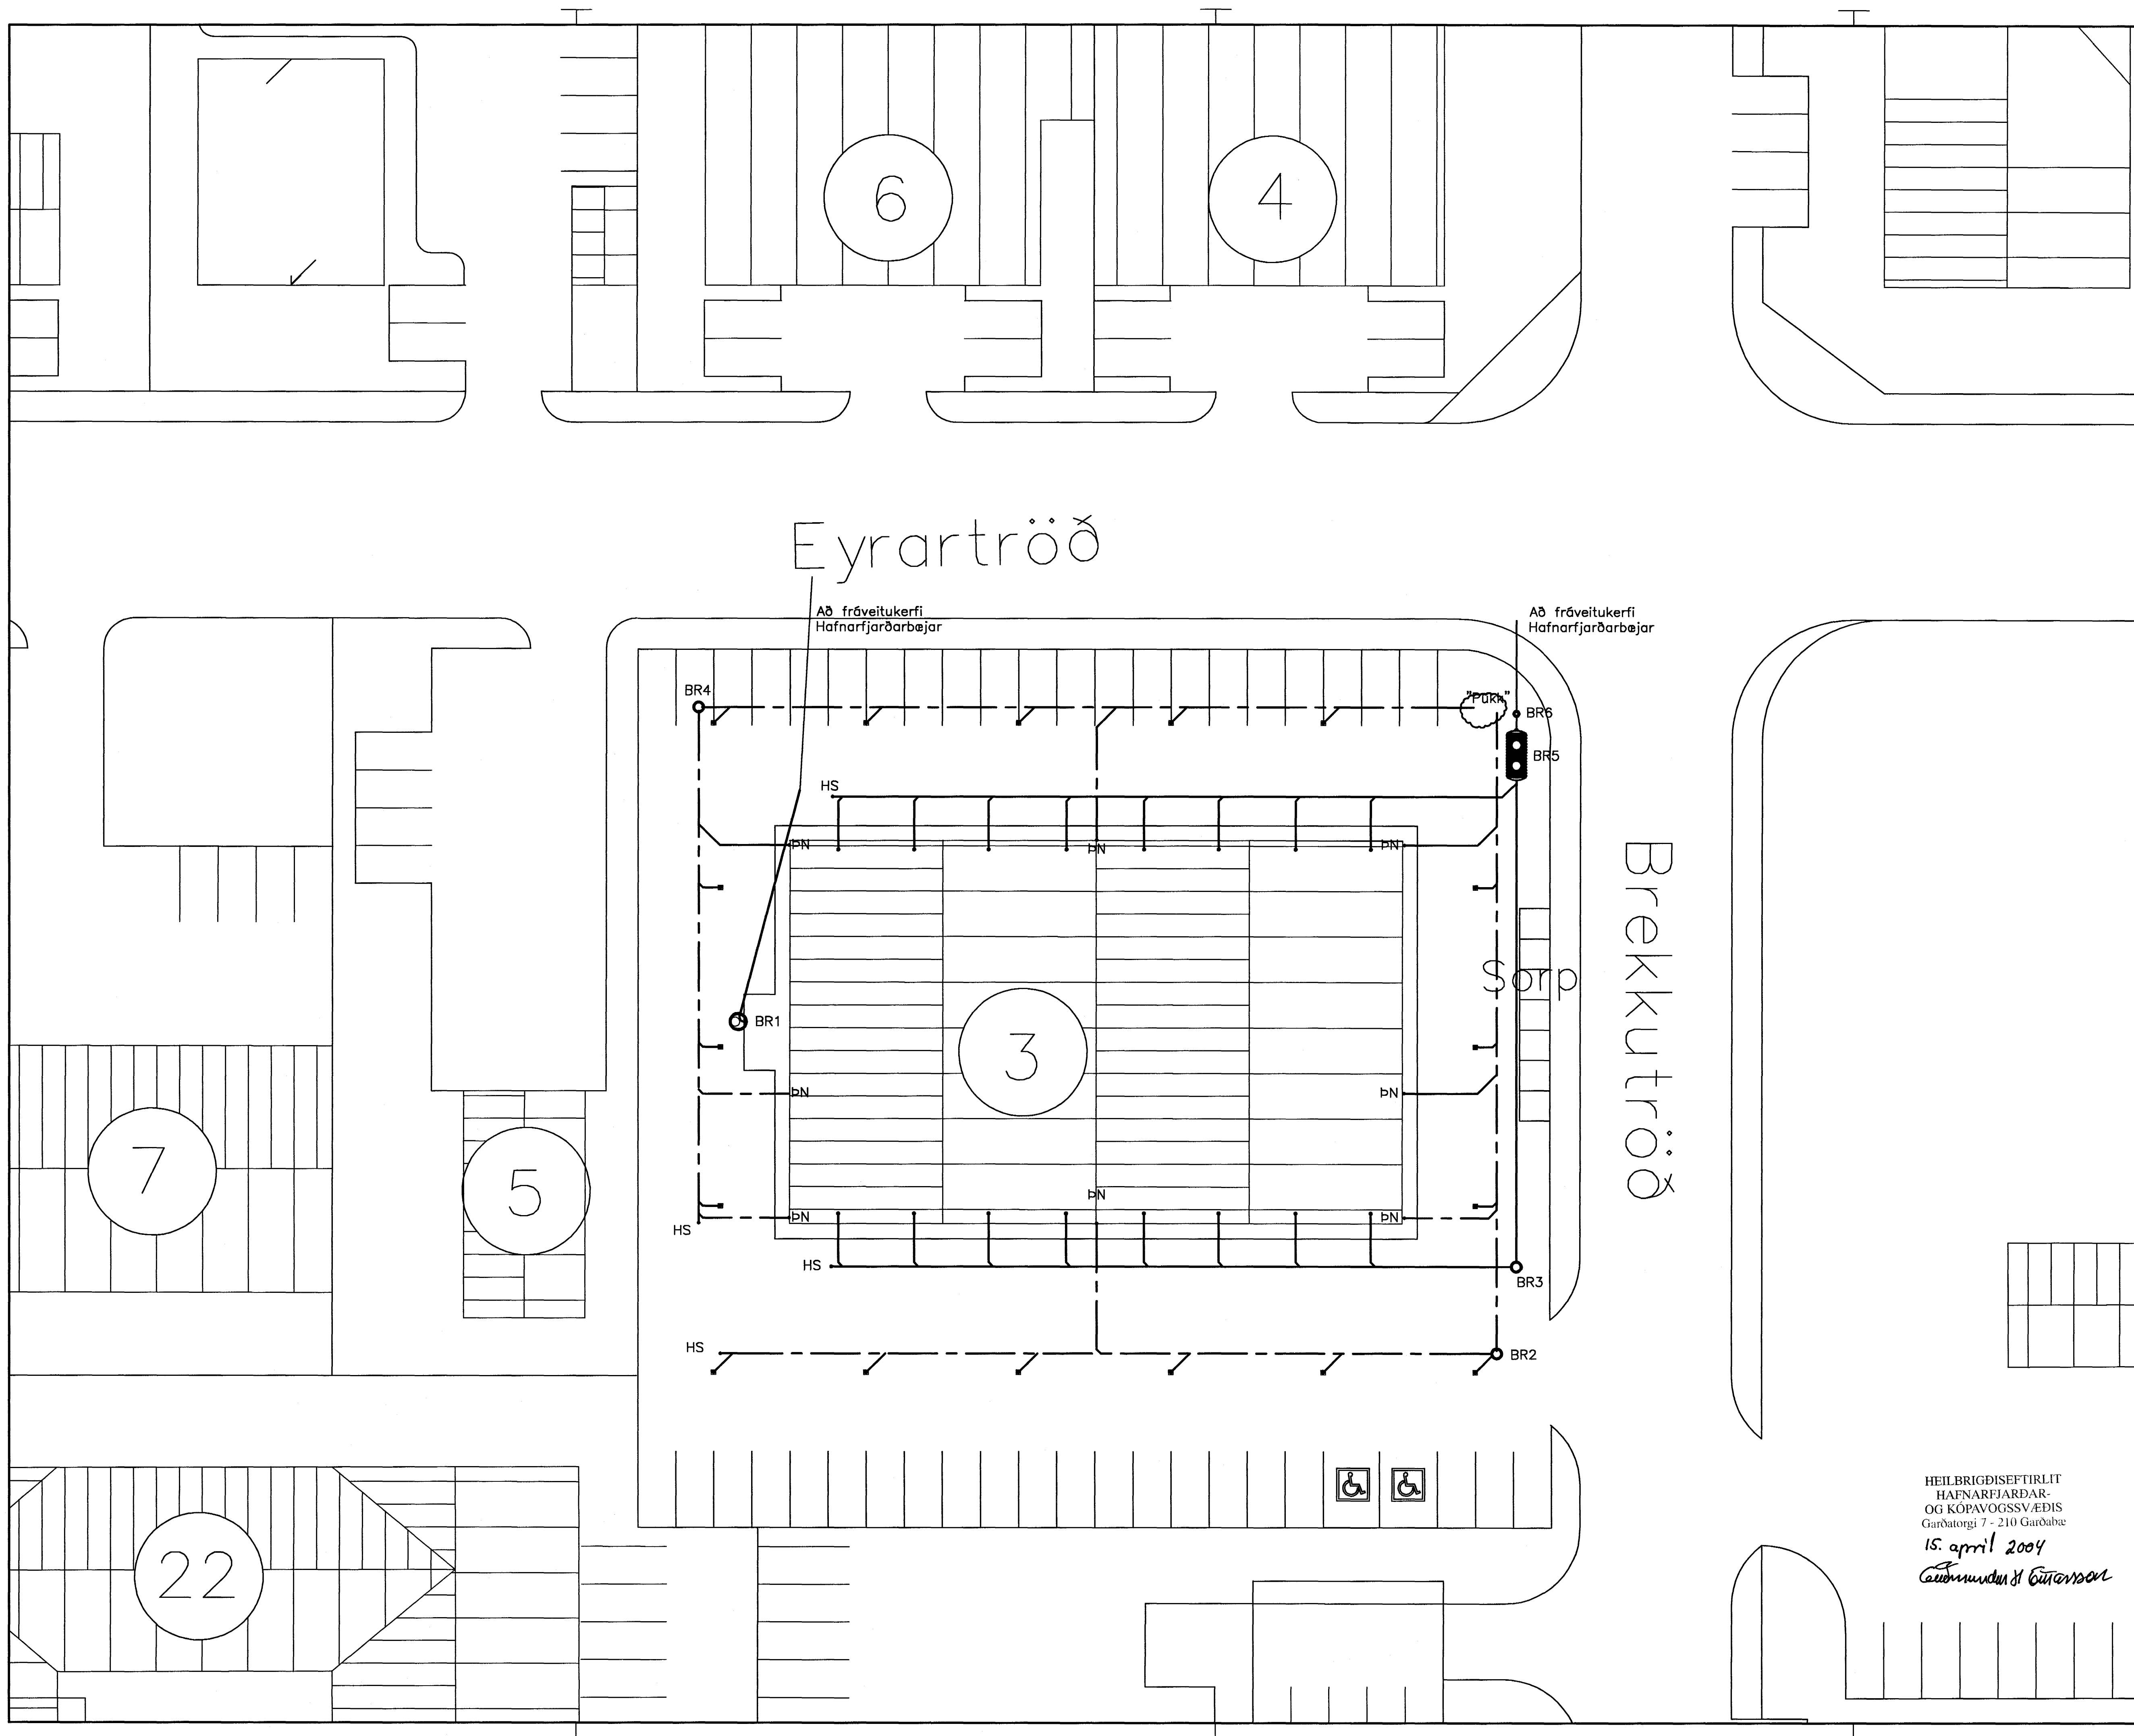 6
4
Eyrartröð
Að fráveitukerfi
Hafnarfjarðarbæjar
Að fráveitukerfi
Hafnarfjarðarbæjar
BR4
"Púkk"
BR6
BR5
HS
ÞN
ÞN
ÞN
Brekkutröð
Sorp
BR1
3
ÞN
ÞN
7
5
ÞN
ÞN
ÞN
HS
HS
BR3
HS
BR2
22
HEILBRIGÐISEFTIRLIT
HAFNARFJARÐAR-
OG KÓPAVOGSSVÆÐIS
Garðatorgi 7 - 210 Garðabæ
15. apríl 2004